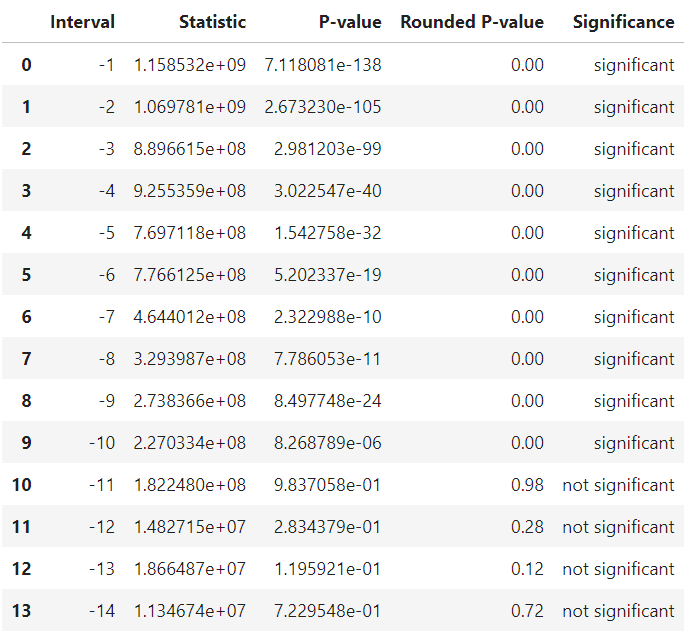 Interval Statistic P-value Rounded P-value Significance
0 -1 1.158532e+09 7.118081e-138 0.00 significant
1 -2 1.069781e+09 2.673230e-105 0.00 significant
2 -3 8.896615e+08 2.981203e-99 0.00 significant
3 -4 9.255359e+08 3.022547e-40 0.00 significant
4 -5 7.697118e+08 1.542758e-32 0.00 significant
5 -6 7.766125e+08 5.202337e-19 0.00 significant
6 -7 4.644012e+08 2.322988e-10 0.00 significant
7 -8 3.293987e+08 7.786053e-11 0.00 significant
8 -9 2.738366e+08 8.497748e-24 0.00 significant
9 -10 2.270334e+08 8.268789e-06 0.00 significant
10 -11 1.822480e+08 9.837058e-01 0.98 not significant
11 -12 1.482715e+07 2.834379e-01 0.28 not significant
12 -13 1.866487e+07 1.195921e-01 0.12 not significant
13 -14 1.134674e+07 7.229548e-01 0.72 not significant